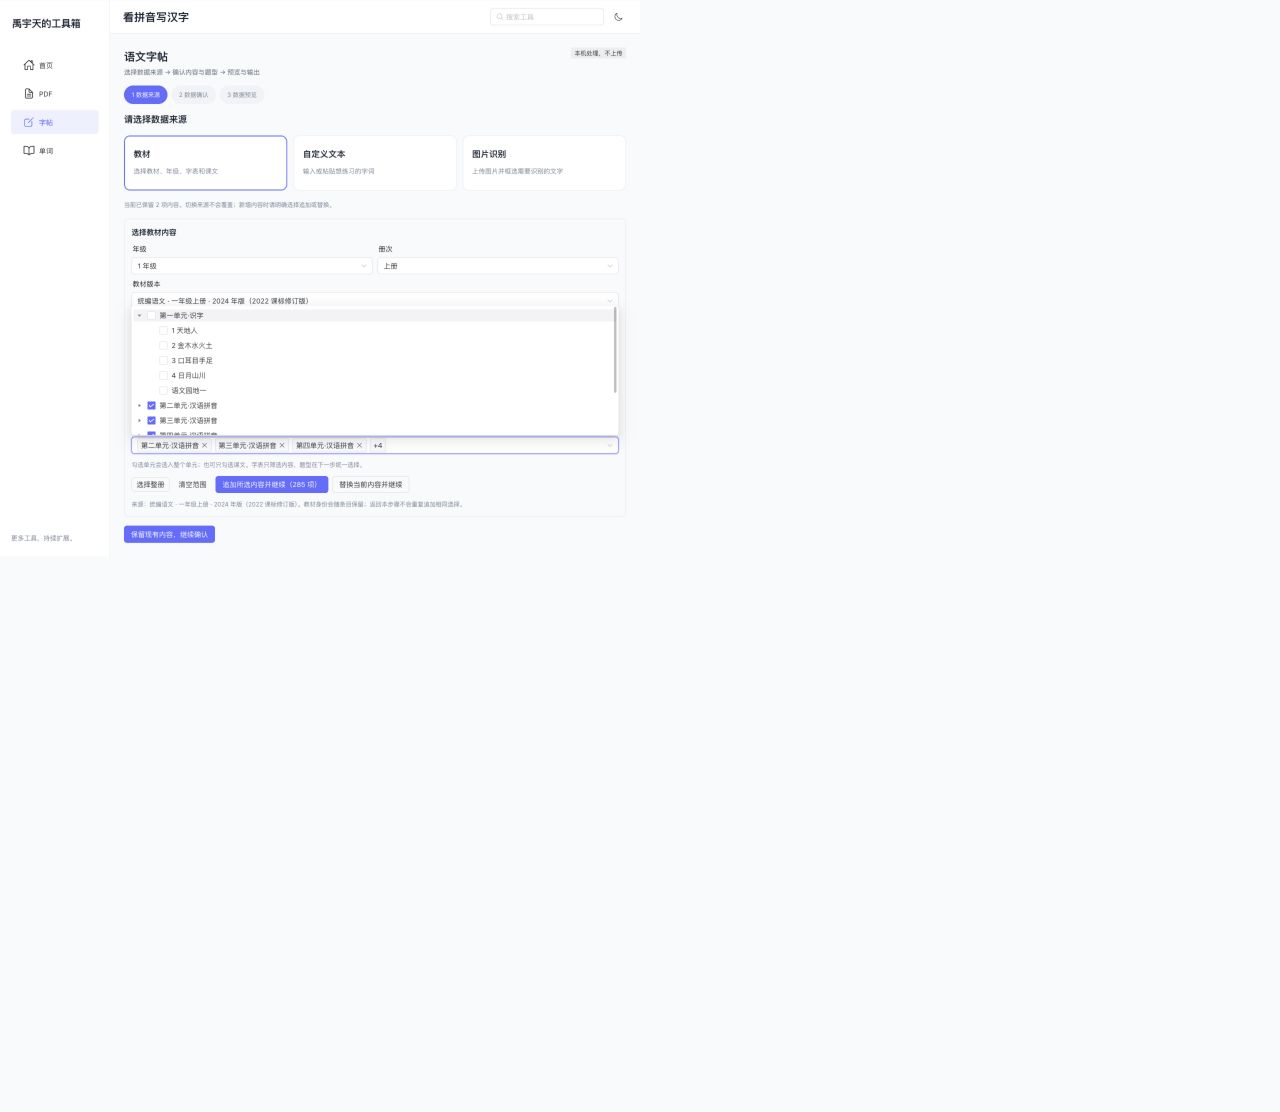 禹宇天的工具箱
首页
PDF
字帖
单词
更多工具，持续扩展。
看拼音写汉字
搜索工具
语文字帖
本机处理，不上传
选择数据来源 → 确认内容与题型 → 预览与输出
1 数据来源
2 数据确认
3 数据预览
请选择数据来源
教材
选择教材、年级、字表和课文
自定义文本
输入或粘贴想练习的字词
图片识别
上传图片并框选需要识别的文字
当前已保留 2 项内容。切换来源不会覆盖；新增内容时请明确选择追加或替换。
选择教材内容
年级
册次
1 年级
上册
教材版本
统编语文 · 一年级上册 · 2024 年版（2022 课标修订版）
第一单元·识字
1 天地人
2 金木水火土
3 口耳目手足
4 日月山川
语文园地一
第二单元·汉语拼音
第三单元·汉语拼音
第四单元·汉语拼音
第二单元·汉语拼音
第三单元·汉语拼音
第四单元·汉语拼音
+4
勾选单元会选入整个单元；也可只勾选课文。字表只筛选内容，题型在下一步统一选择。
选择整册
清空范围
追加所选内容并继续（285 项）
替换当前内容并继续
来源：统编语文 · 一年级上册 · 2024 年版（2022 课标修订版）。教材身份会随条目保留；返回本步骤不会重复追加相同选择。
保留现有内容，继续确认